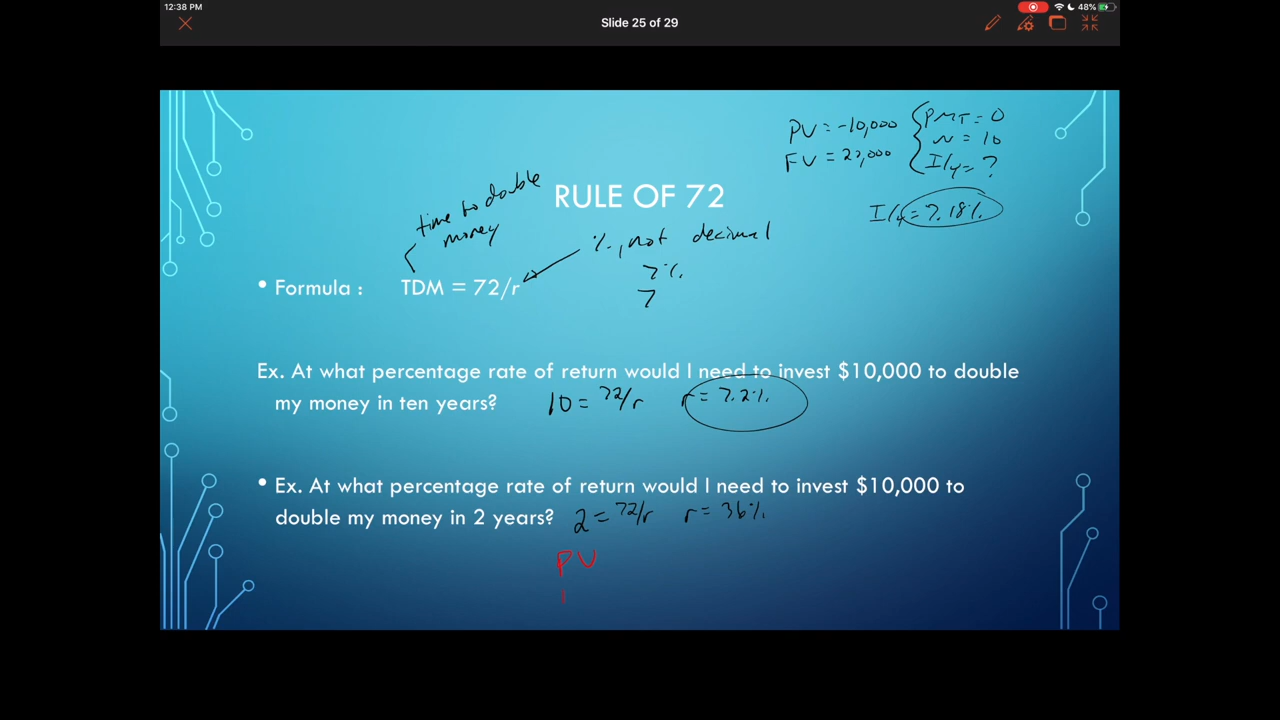 12:38 PM
48%
Slide 25 of 29
PV = -10,000
PMT = 0
FV = 20,000
N = 10
I/y = ?
I/y = 7.18%
RULE OF 72
time to double
money
%, not decimal
7%
7
• Formula : TDM = 72/r
Ex. At what percentage rate of return would I need to invest $10,000 to double
my money in ten years? 10 = 72/r r = 7.2%
• Ex. At what percentage rate of return would I need to invest $10,000 to
double my money in 2 years? 2 = 72/r r = 36%
PV